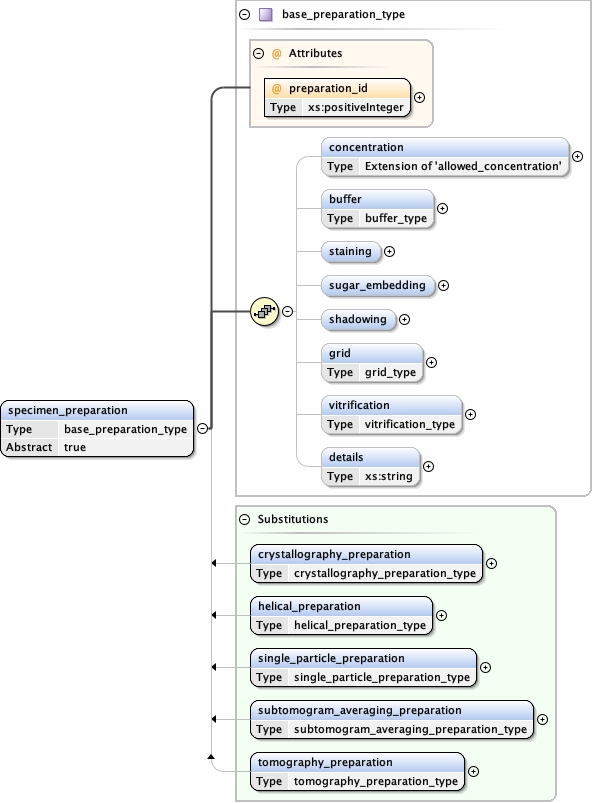 base_preparation_type
@ Attributes
@ preparation_id
Type xs:positiveInteger
concentration
Type Extension of 'allowed_concentration'
buffer
Type buffer_type
staining
sugar_embedding
shadowing
grid
Type grid_type
vitrification
Type vitrification_type
details
Type xs:string
specimen_preparation
Type base_preparation_type
Abstract true
Substitutions
crystallography_preparation
Type crystallography_preparation_type
helical_preparation
Type helical_preparation_type
single_particle_preparation
Type single_particle_preparation_type
subtomogram_averaging_preparation
Type subtomogram_averaging_preparation_type
tomography_preparation
Type tomography_preparation_type